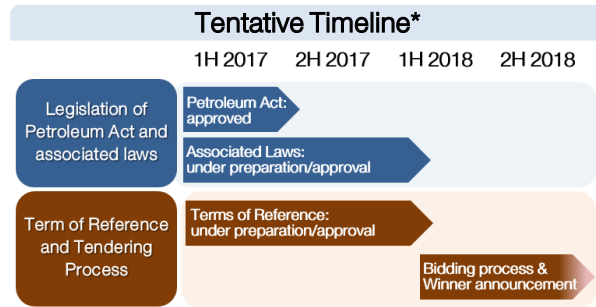 Tentative Timeline*
1H 2017 2H 2017 1H 2018 2H 2018
Legislation of
Petroleum Act and
associated laws
Petroleum Act:
approved
Associated Laws:
under preparation/approval
Term of Reference
and Tendering
Process
Terms of Reference:
under preparation/approval
Bidding process &
Winner announcement